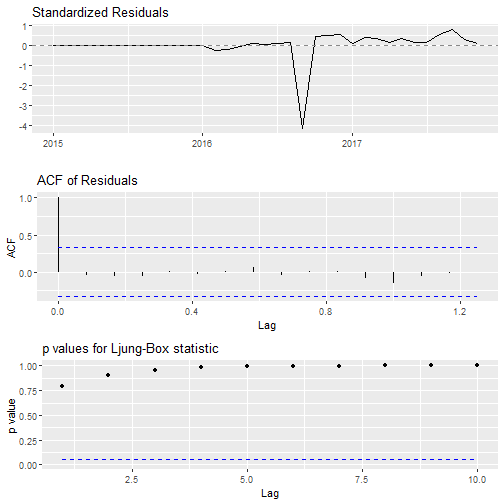 Standardized Residuals
1
0
-1
-2
-3
-4
2015 2016 2017
ACF of Residuals
ACF
1.0
0.5
0.0
0.0 0.4 0.8 1.2
Lag
p values for Ljung-Box statistic
p value
1.00
0.75
0.50
0.25
0.00
2.5 5.0 7.5 10.0
Lag